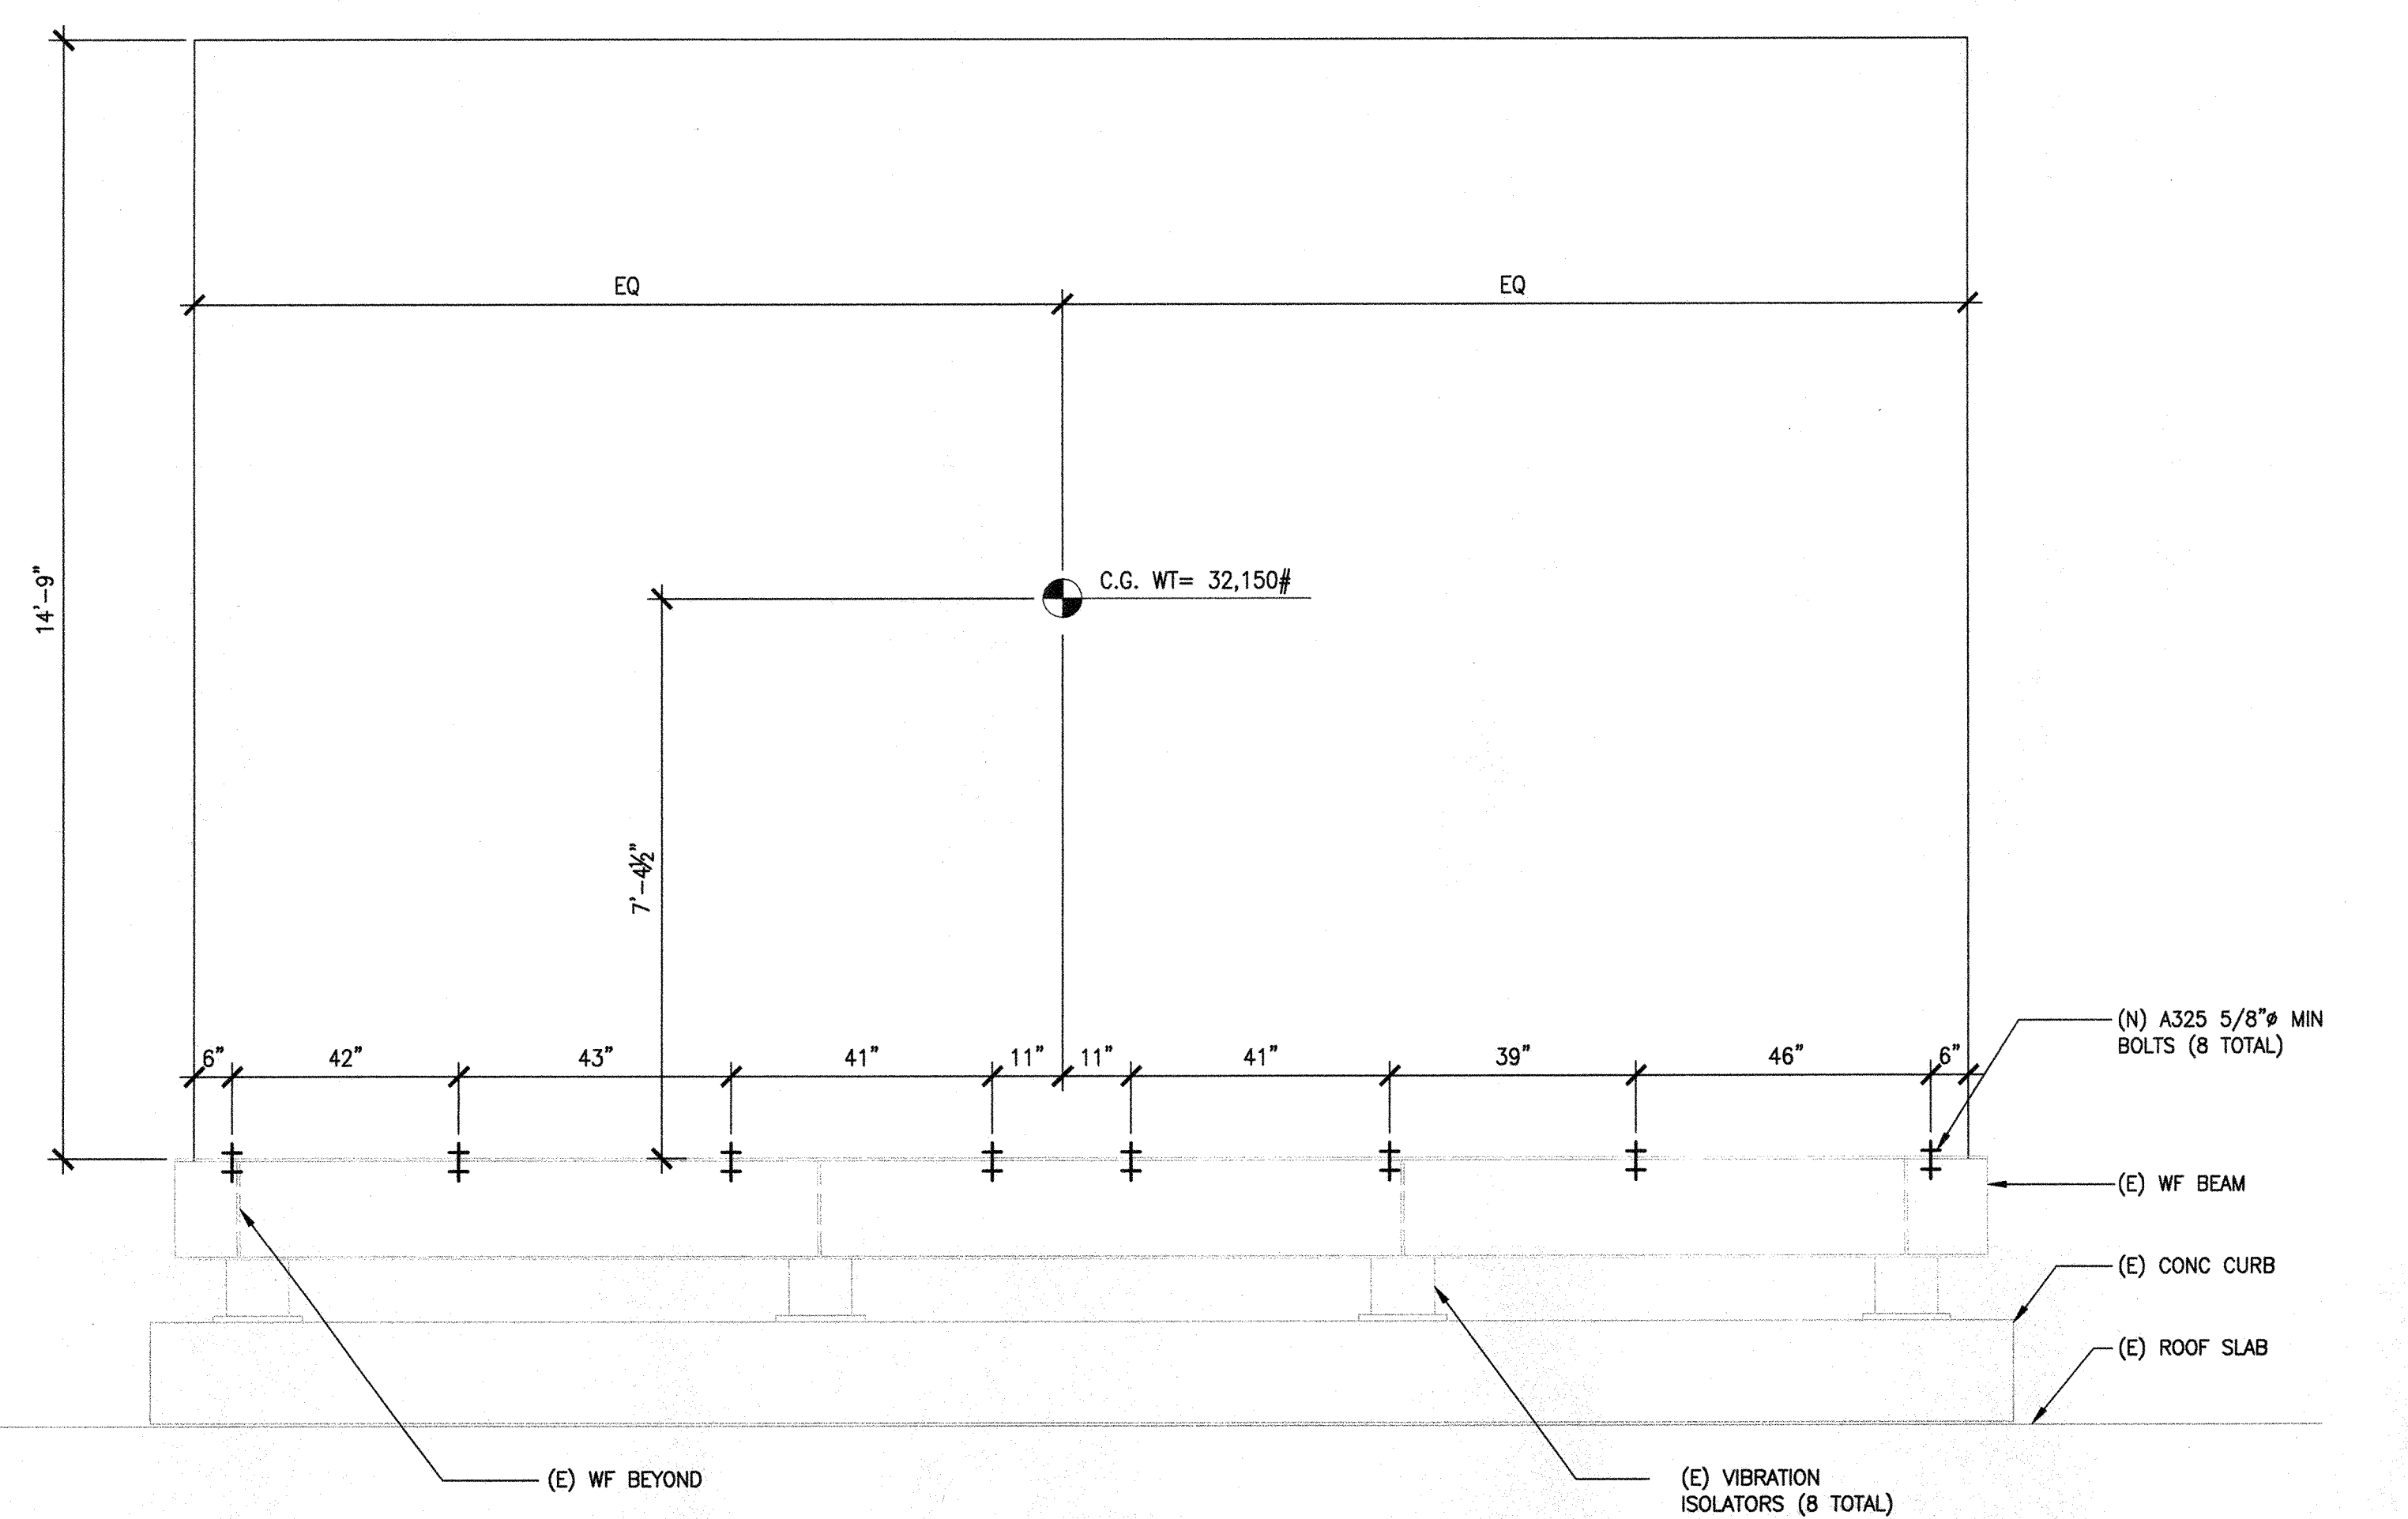 EQ
EQ
C.G. WT= 32,150#
14'-9"
7'-4½"
6"
42"
43"
41"
11"
11"
41"
39"
46"
6"
(N) A325 5/8"ø MIN
BOLTS (8 TOTAL)
(E) WF BEAM
(E) CONC CURB
(E) ROOF SLAB
(E) WF BEYOND
(E) VIBRATION
ISOLATORS (8 TOTAL)